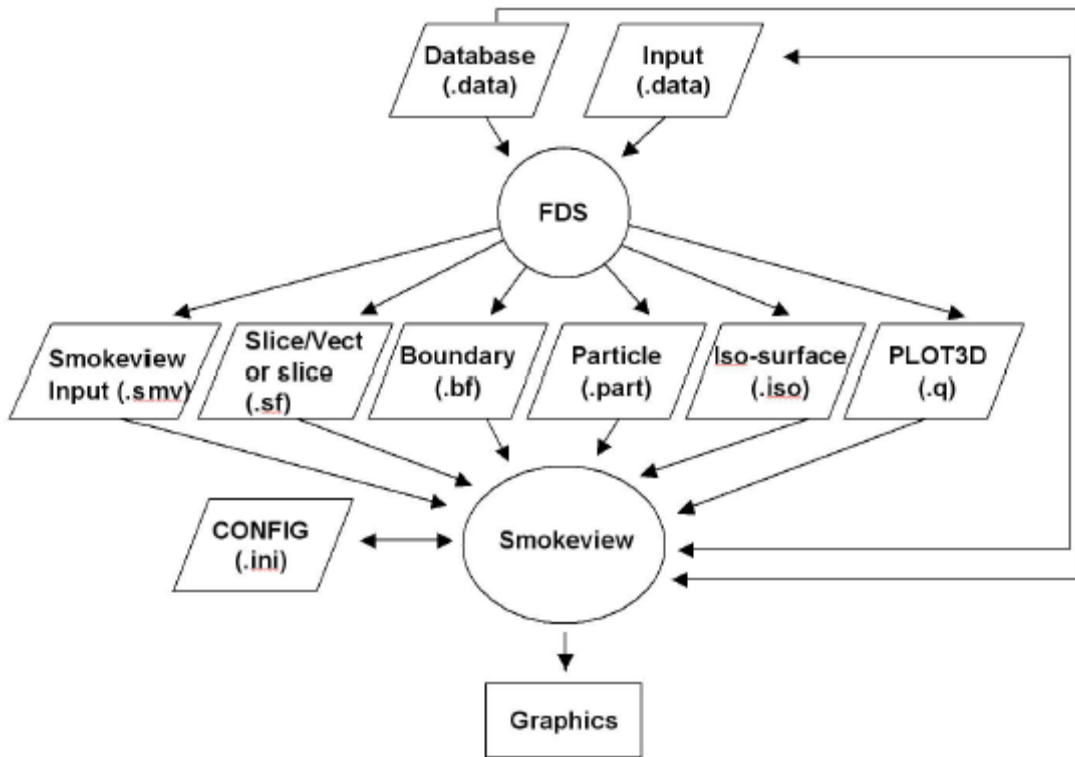 Database
(.data)
Input
(.data)
FDS
Smokeview
Input (.smv)
Slice/Vect
or slice
(.sf)
Boundary
(.bf)
Particle
(.part)
Iso-surface
(.iso)
PLOT3D
(.q)
CONFIG
(.ini)
Smokeview
Graphics